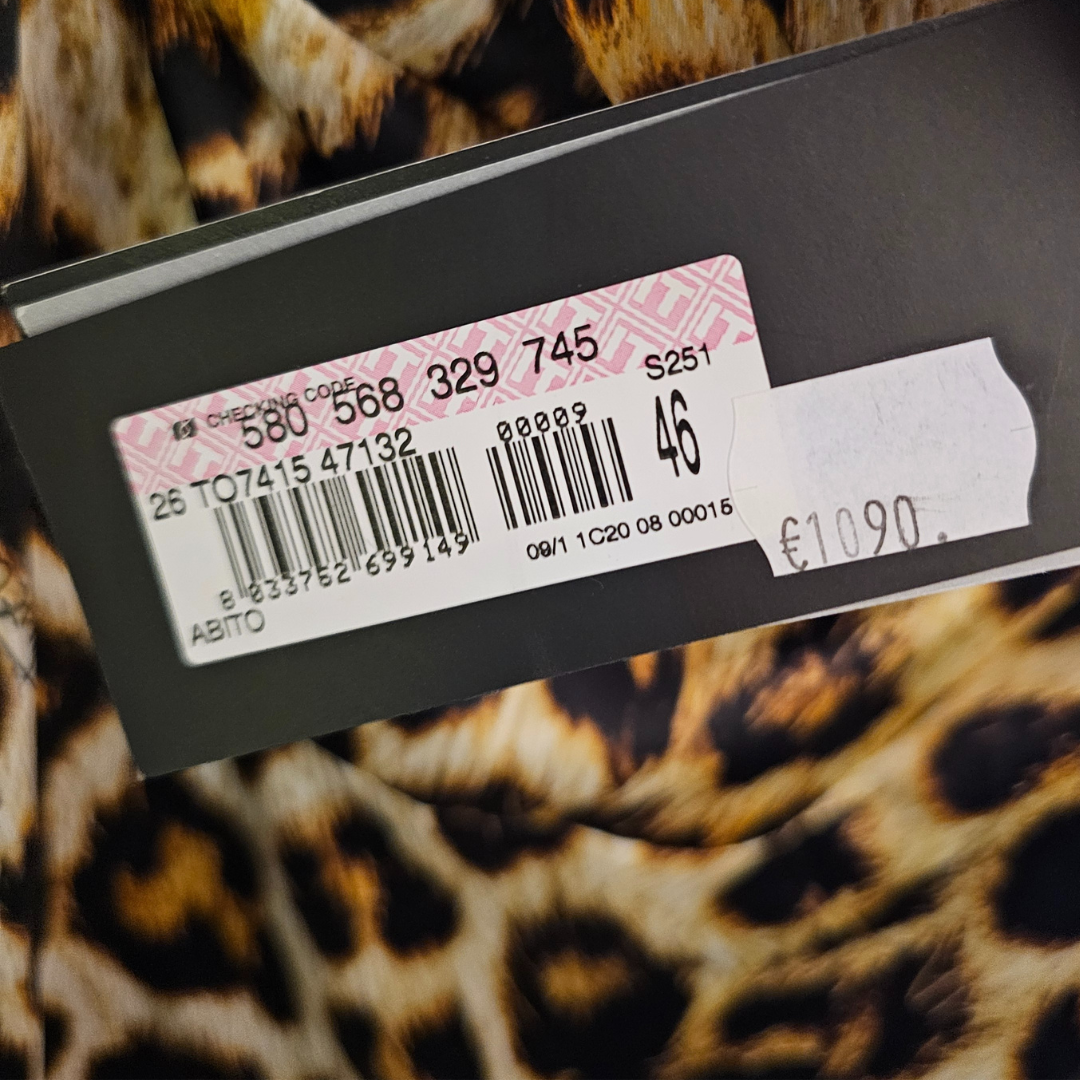 CHECKING CODE
580 568 329 745
S251
26 TO7415 47132
00009
46
8 033762 699149
09/1 1C20 08 00015
ABITO
€1090.